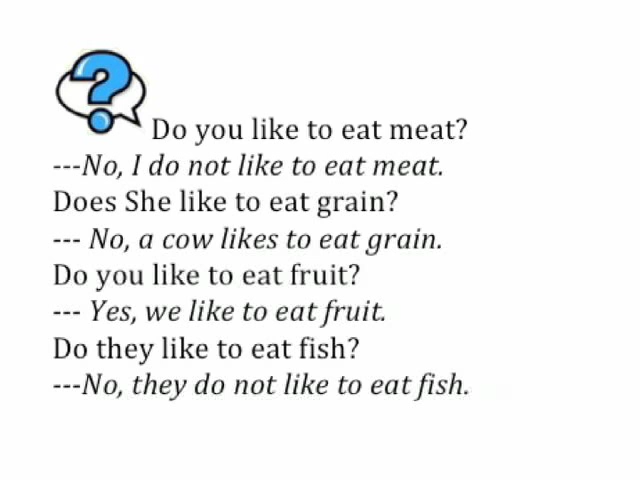 ?
Do you like to eat meat?
---No, I do not like to eat meat.
Does She like to eat grain?
--- No, a cow likes to eat grain.
Do you like to eat fruit?
--- Yes, we like to eat fruit.
Do they like to eat fish?
---No, they do not like to eat fish.